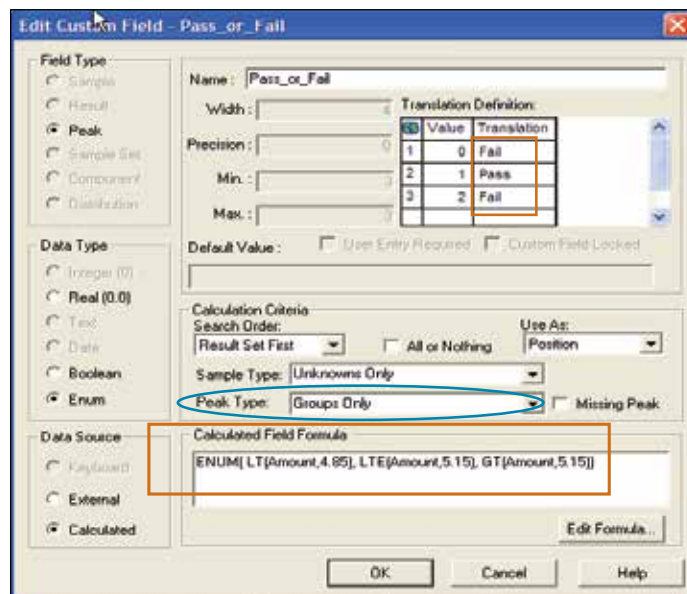 Edit Custom Field - Pass_or_Fail
Field Type
Sample
Result
Peak
Sample Set
Component
Distribution
Name : Pass_or_Fail
Width :
Precision : 0
Min. :
Max. :
Translation Definition:
Value Translation
1 0 Fail
2 1 Pass
3 2 Fail
Default Value : User Entry Required Custom Field Locked
Data Type
Integer (0)
Real (0.0)
Text
Date
Boolean
Enum
Calculation Criteria
Search Order: Use As:
Result Set First All or Nothing Position
Sample Type: Unknowns Only
Peak Type: Groups Only Missing Peak
Data Source
Keyboard
External
Calculated
Calculated Field Formula
ENUM( LT(Amount,4.85), LTE(Amount,5.15), GT(Amount,5.15))
Edit Formula...
OK Cancel Help